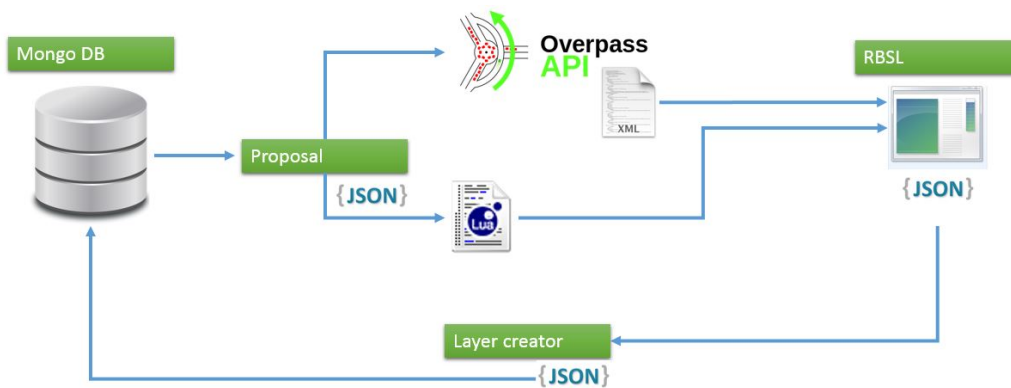 Mongo DB
Overpass
API
RBSL
XML
Proposal
{JSON}
{JSON}
Lua
Layer creator
{JSON}